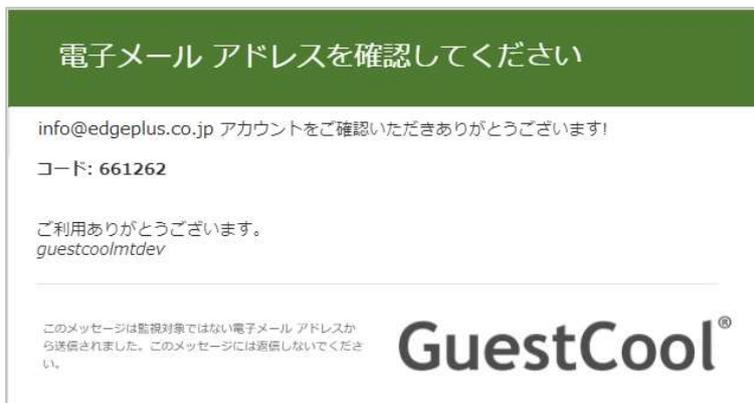 電子メール アドレスを確認してください
info@edgeplus.co.jp アカウントをご確認いただきありがとうございます!
コード: 661262
ご利用ありがとうございます。
guestcoolmtdev
このメッセージは監視対象ではない電子メール アドレスか
ら送信されました。このメッセージには返信しないでくださ
い。
GuestCool®